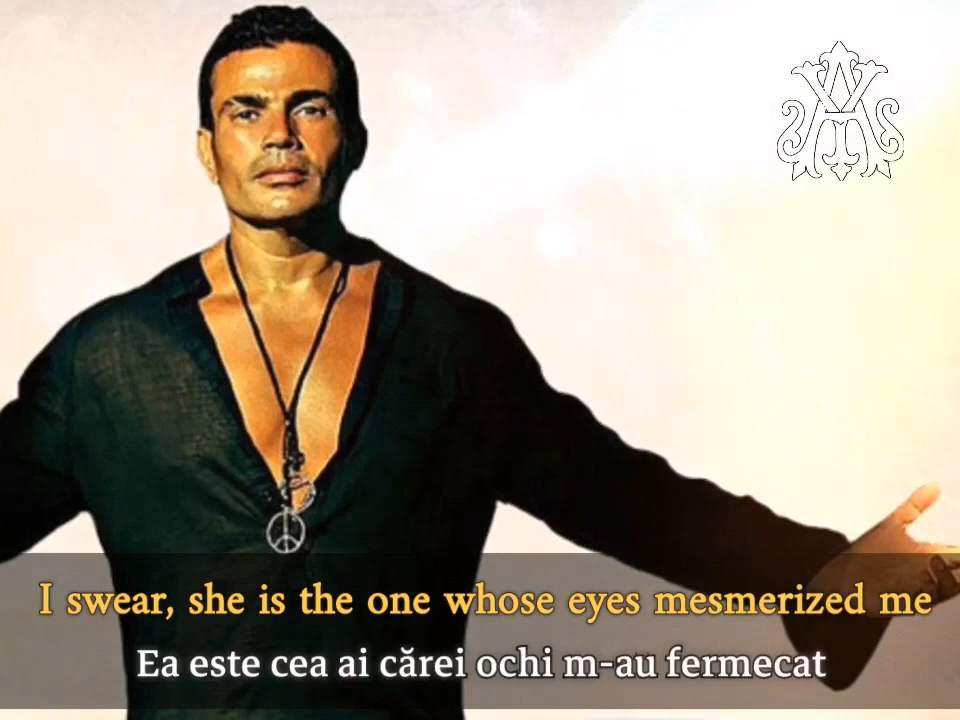 I swear, she is the one whose eyes mesmerized me
Ea este cea ai cărei ochi m-au fermecat